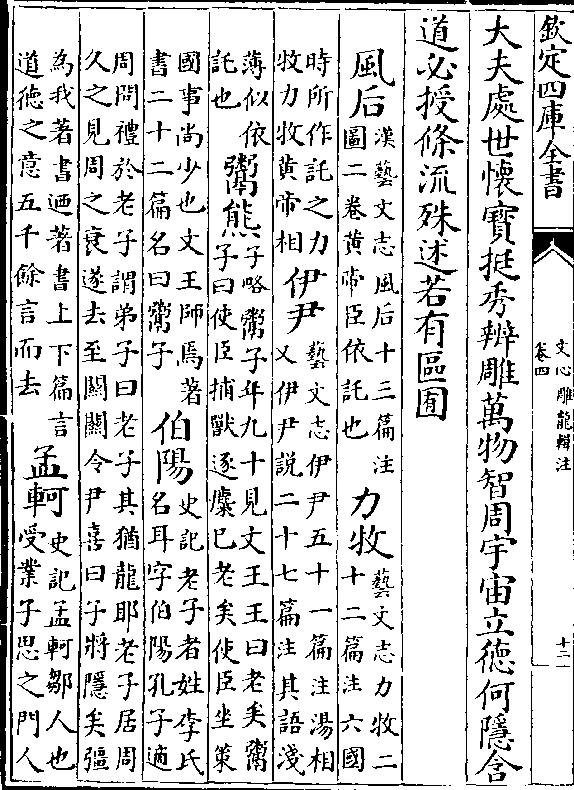 欽定四庫全書
文心雕龍輯注
卷四
十二
大夫處世懷寶挺秀辨雕萬物智周宇宙立德何隱含
道必授條流殊述若有區囿
風后
漢藝文志風后十三篇注
圖二卷黄帝臣依託也
力牧
藝文志力牧二
十二篇注六國
時所作託之力
牧力牧黄帝相
伊尹
藝文志伊尹五十一篇注湯相
又伊尹說二十七篇注其語淺
薄似依
託也
鬻熊
子略鬻子年九十見文王王曰老矣鬻
子曰使臣捕獸逐麋已老矣使臣坐策
國事尚少也文王師焉著
書二十二篇名曰鬻子
伯陽
史記老子者姓李氏
名耳字伯陽孔子適
周問禮於老子謂弟子曰老子其猶龍耶老子居周
久之見周之衰遂去至關關令尹喜曰子將隱矣彊
為我著書迺著書上下篇言
道德之意五千餘言而去
孟軻
史記孟軻鄒人也
受業子思之門人